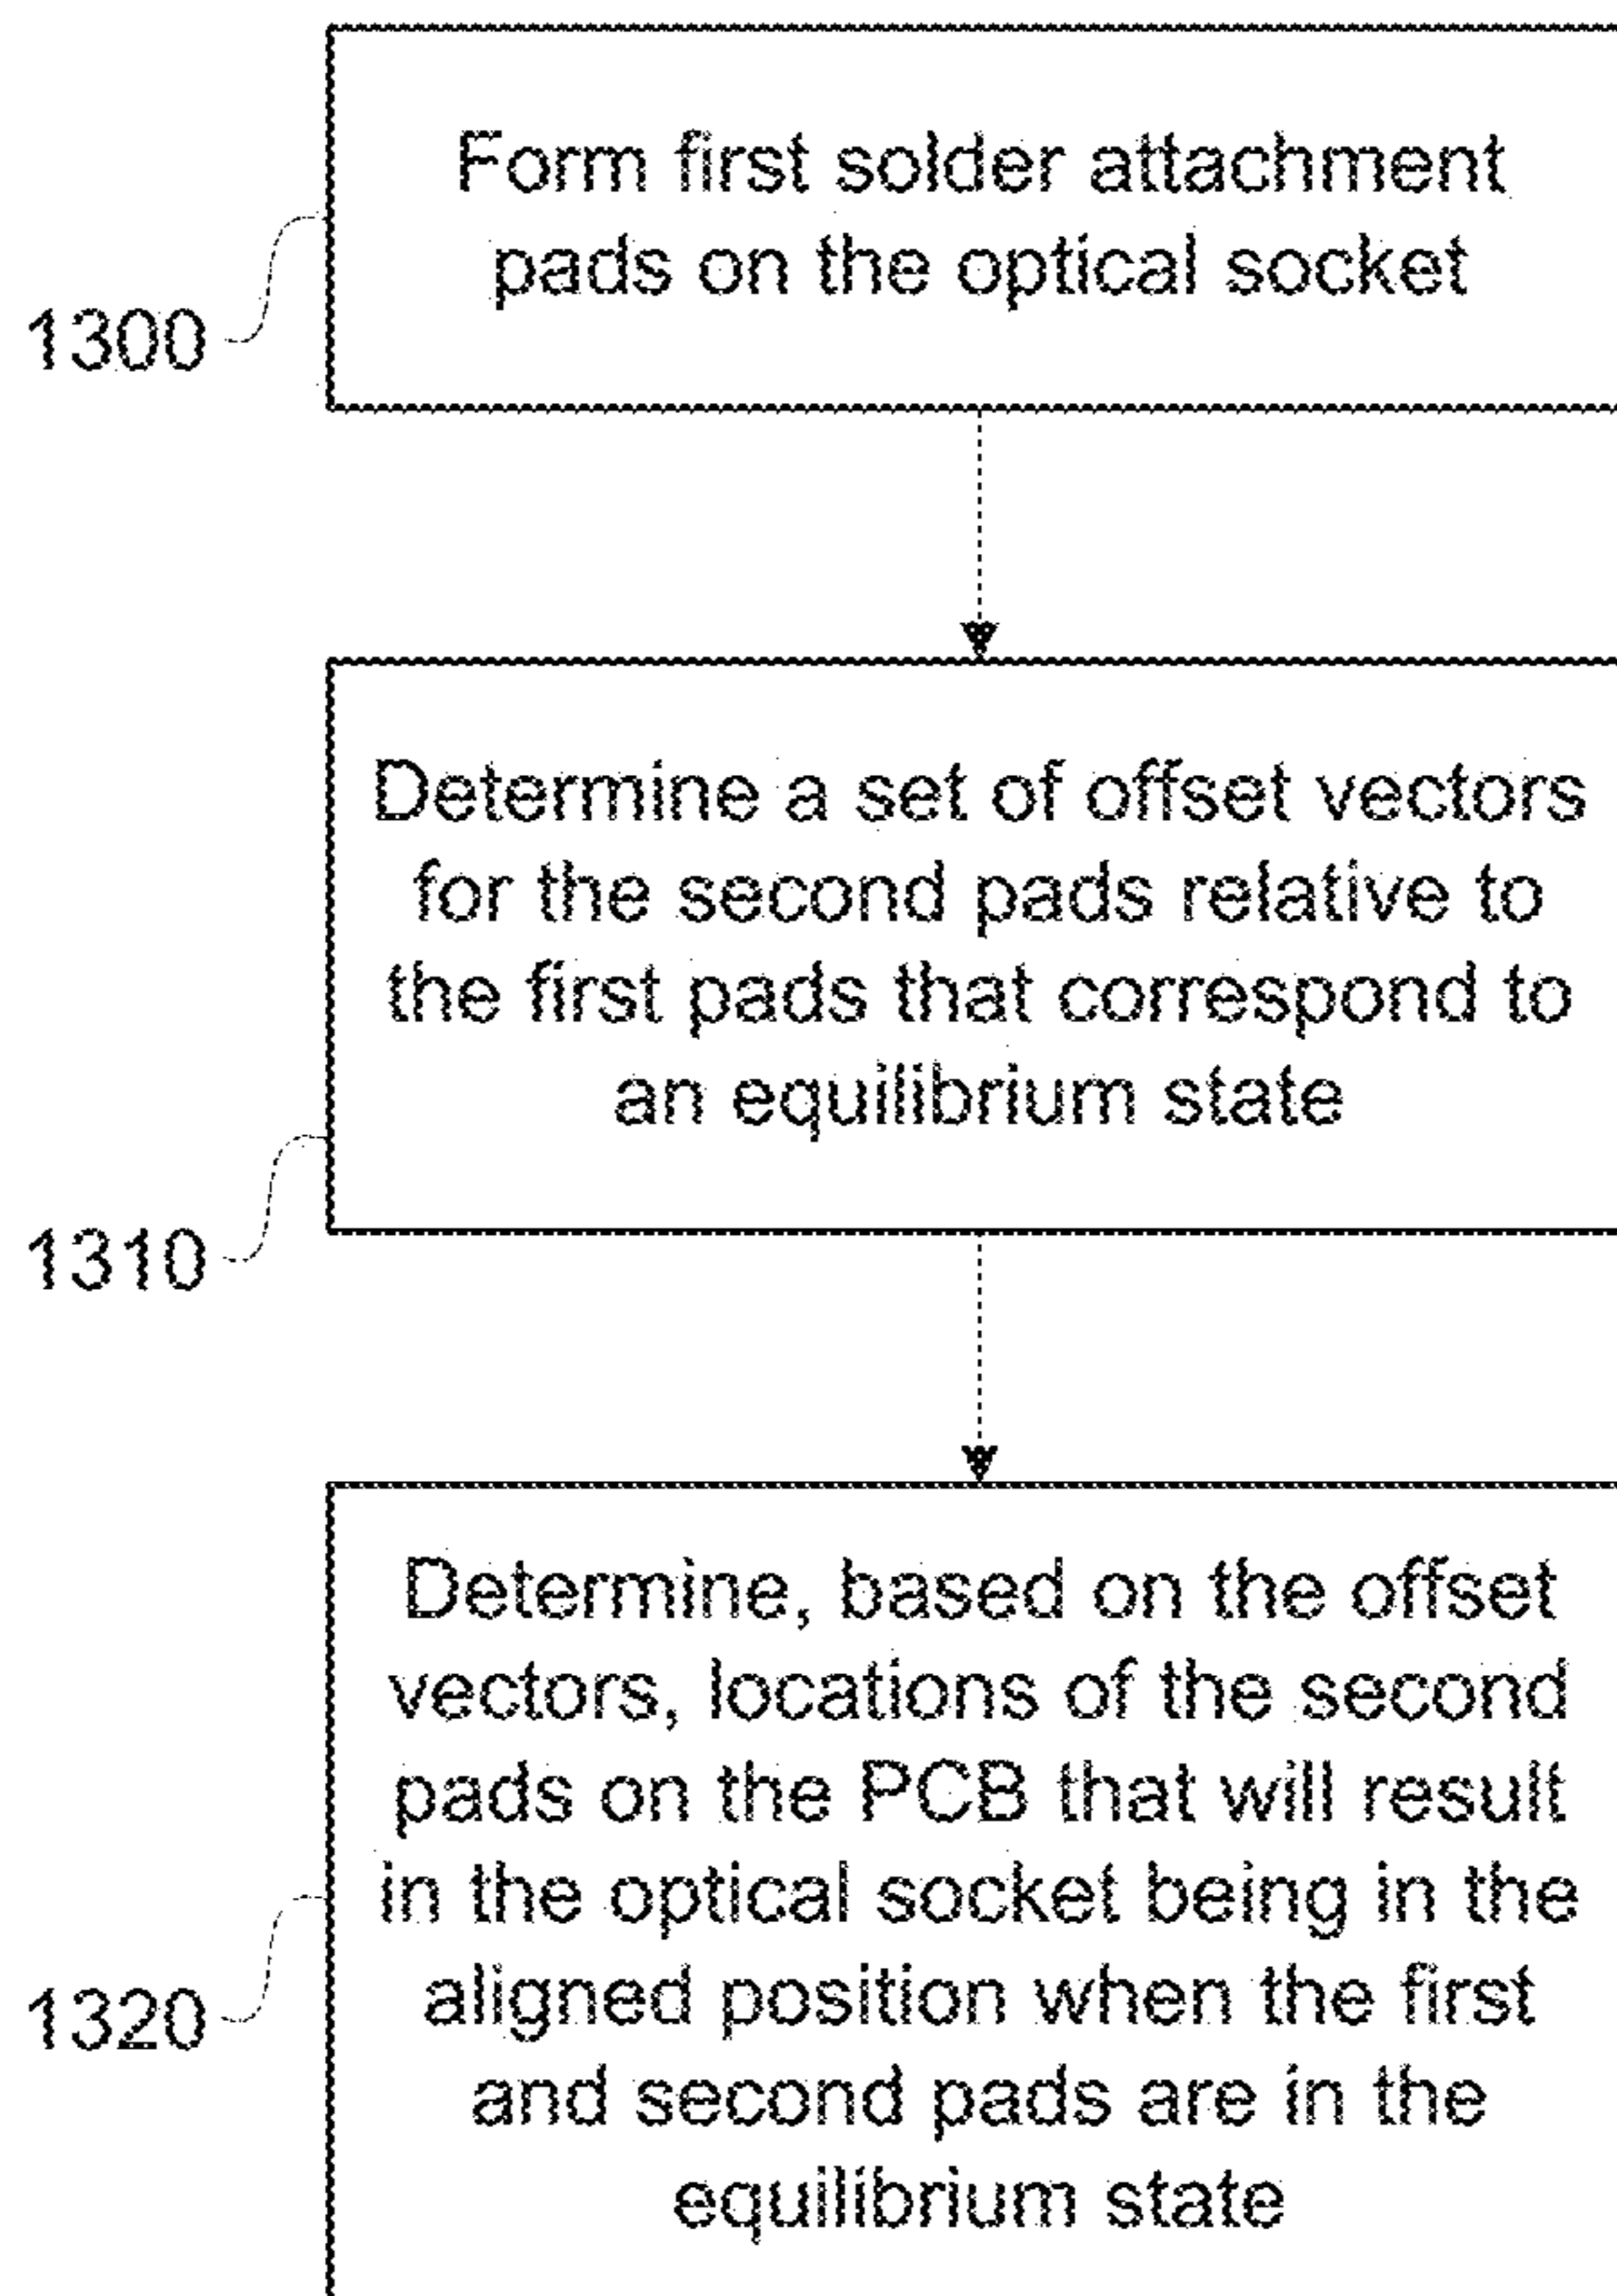 Form first solder attachment
pads on the optical socket
1300
Determine a set of offset vectors
for the second pads relative to
the first pads that correspond to
an equilibrium state
1310
Determine, based on the offset
vectors, locations of the second
pads on the PCB that will result
in the optical socket being in the
aligned position when the first
and second pads are in the
equilibrium state
1320